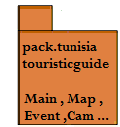 pack.tunisia
touristicguide
Main , Map ,
Event ,Cam ...